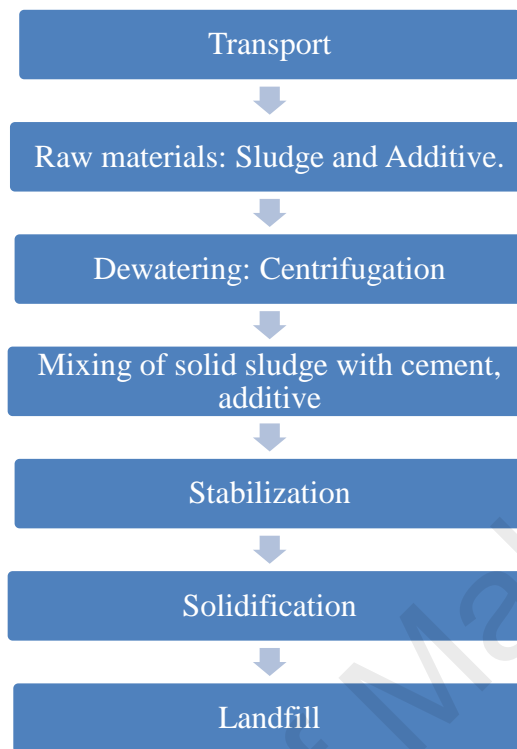 Transport
Raw materials: Sludge and Additive.
Dewatering: Centrifugation
Mixing of solid sludge with cement,
additive
Stabilization
Solidification
Landfill